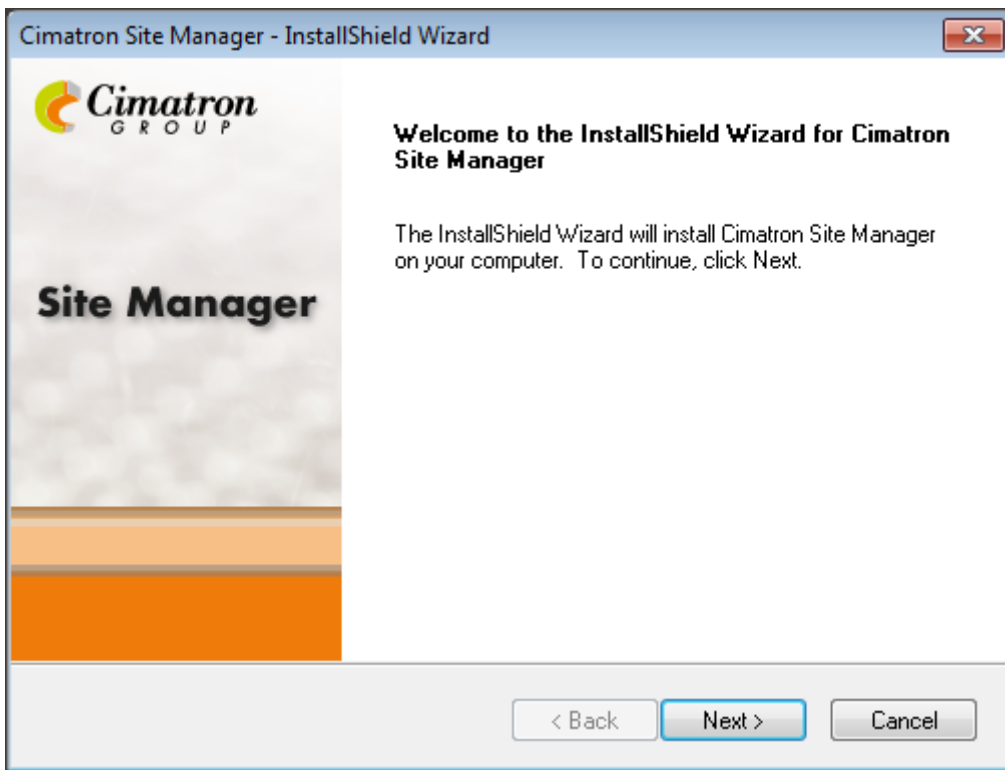 Cimatron Site Manager - InstallShield Wizard
Cimatron
GROUP
Site Manager
Welcome to the InstallShield Wizard for Cimatron
Site Manager
The InstallShield Wizard will install Cimatron Site Manager
on your computer.  To continue, click Next.
< Back
Next >
Cancel